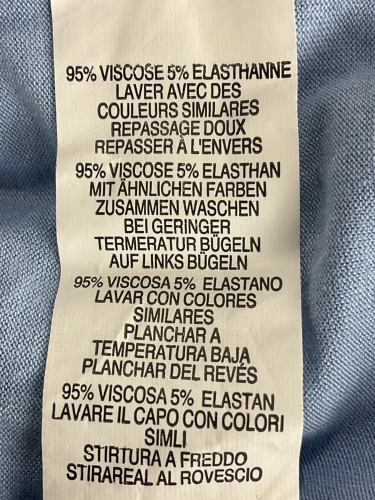 95% VISCOSE 5% ELASTHANNE
LAVER AVEC DES
COULEURS SIMILARES
REPASSAGE DOUX
REPASSER À L'ENVERS
95% VISCOSE 5% ELASTHAN
MIT ÄHNLICHEN FARBEN
ZUSAMMEN WASCHEN
BEI GERINGER
TERMERATUR BÜGELN
AUF LINKS BÜGELN
95% VISCOSA 5% ELASTANO
LAVAR CON COLORES
SIMILARES
PLANCHAR A
TEMPERATURA BAJA
PLANCHAR DEL REVÉS
95% VISCOSA 5% ELASTAN
LAVARE IL CAPO CON COLORI
SIMLI
STIRTURA A FREDDO
STIRAREAL AL ROVESCIO